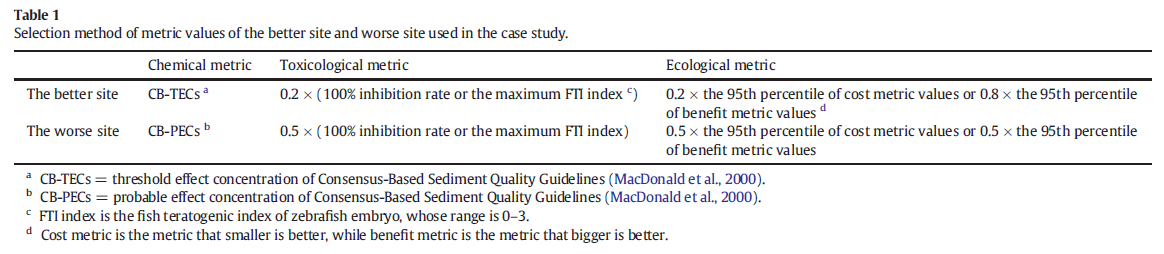 Table 1
Selection method of metric values of the better site and worse site used in the case study.
Chemical metric Toxicological metric Ecological metric
The better site CB-TECs a 0.2 × (100% inhibition rate or the maximum FTI index c) 0.2 × the 95th percentile of cost metric values or 0.8 × the 95th percentile
of benefit metric values d
The worse site CB-PECs b 0.5 × (100% inhibition rate or the maximum FTI index) 0.5 × the 95th percentile of cost metric values or 0.5 × the 95th percentile
of benefit metric values
a CB-TECs = threshold effect concentration of Consensus-Based Sediment Quality Guidelines (MacDonald et al., 2000).
b CB-PECs = probable effect concentration of Consensus-Based Sediment Quality Guidelines (MacDonald et al., 2000).
c FTI index is the fish teratogenic index of zebrafish embryo, whose range is 0–3.
d Cost metric is the metric that smaller is better, while benefit metric is the metric that bigger is better.